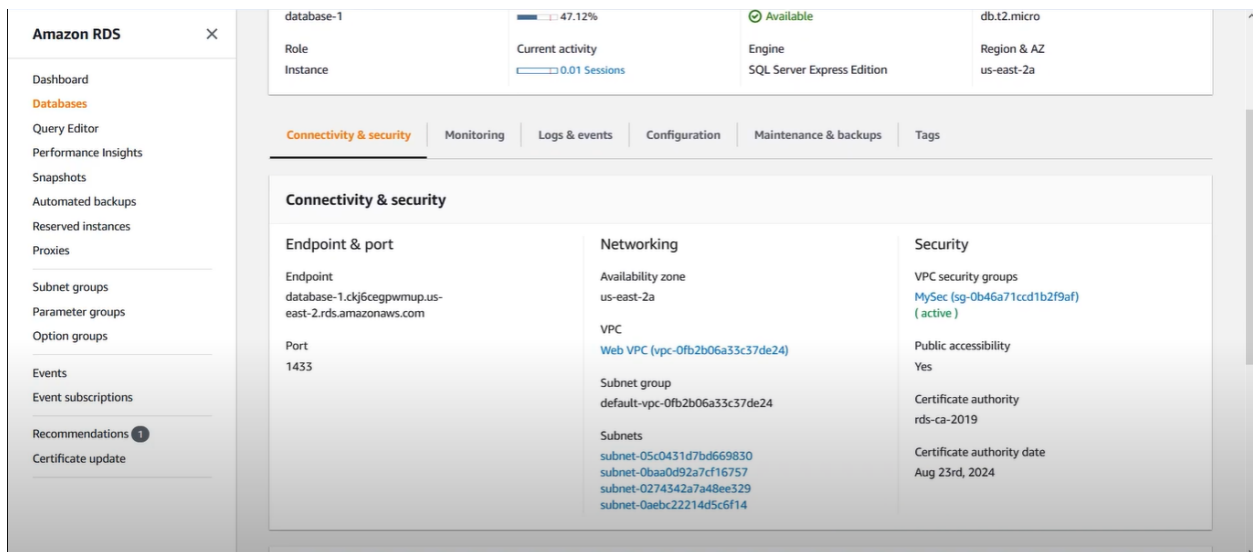 Amazon RDS
Dashboard
Databases
Query Editor
Performance Insights
Snapshots
Automated backups
Reserved instances
Proxies
Subnet groups
Parameter groups
Option groups
Events
Event subscriptions
Recommendations 1
Certificate update
database-1
47.12%
Available
db.t2.micro
Role
Instance
Current activity
0.01 Sessions
Engine
SQL Server Express Edition
Region & AZ
us-east-2a
Connectivity & security
Monitoring
Logs & events
Configuration
Maintenance & backups
Tags
Connectivity & security
Endpoint & port
Endpoint
database-1.ckj6cegpwmup.us-
east-2.rds.amazonaws.com
Port
1433
Networking
Availability zone
us-east-2a
VPC
Web VPC (vpc-0fb2b06a33c37de24)
Subnet group
default-vpc-0fb2b06a33c37de24
Subnets
subnet-05c0431d7bd669830
subnet-0baa0d92a7cf16757
subnet-0274342a7a48ee329
subnet-0aebc22214d5c6f14
Security
VPC security groups
MySec (sg-0b46a71ccd1b2f9af)
( active )
Public accessibility
Yes
Certificate authority
rds-ca-2019
Certificate authority date
Aug 23rd, 2024